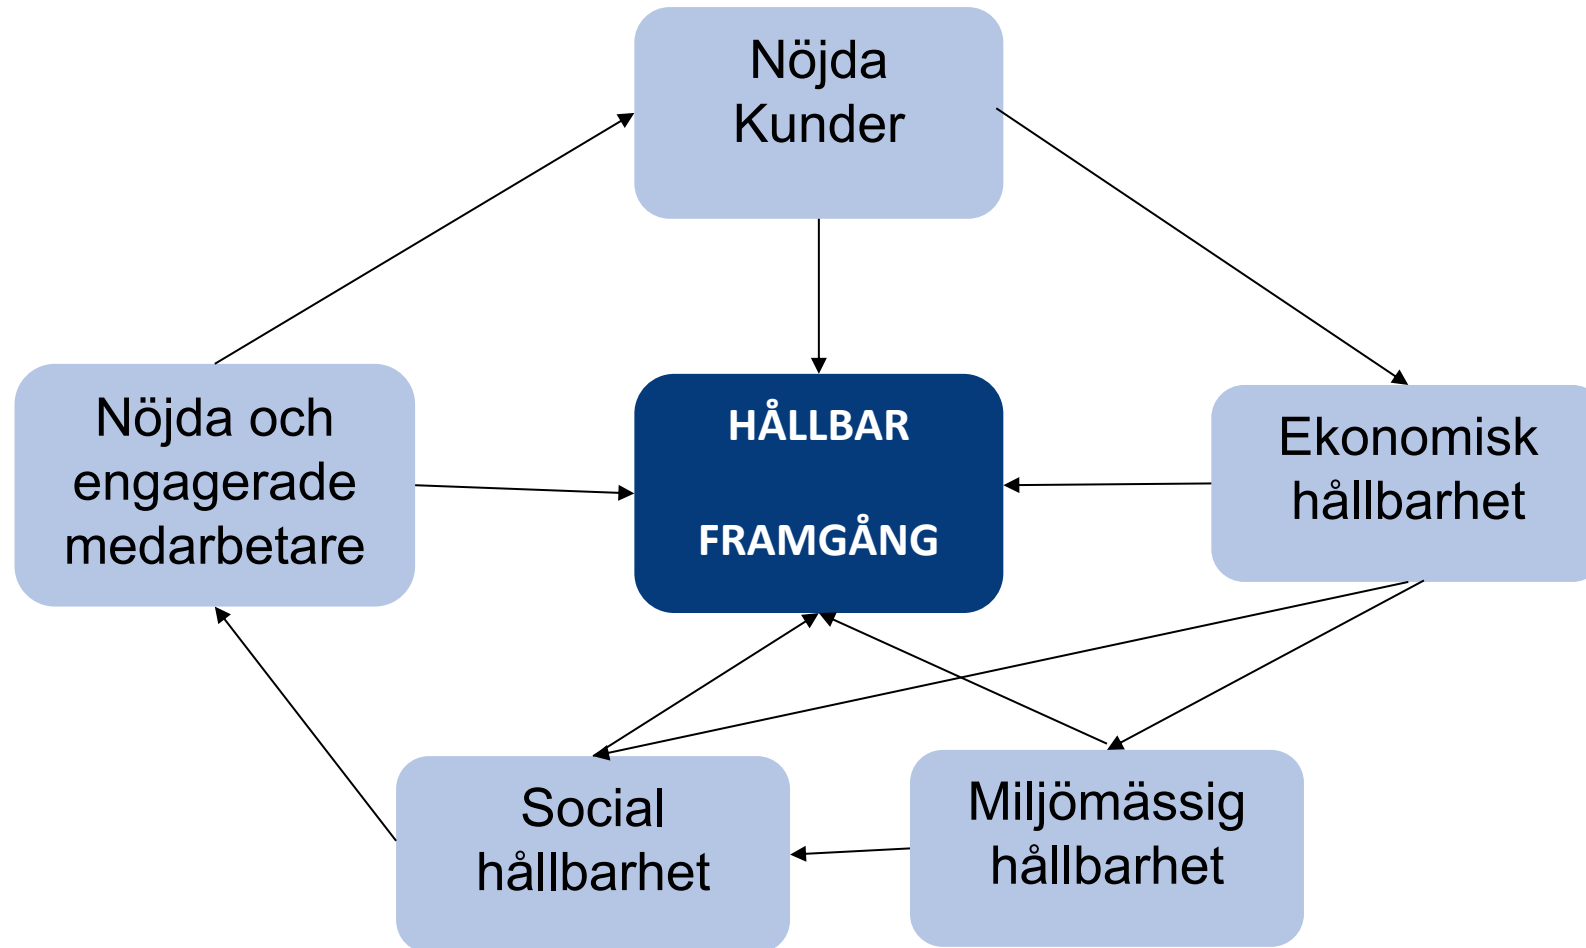 Nöjda
Kunder
Nöjda och
engagerade
medarbetare
HÅLLBAR
FRAMGÅNG
Ekonomisk
hållbarhet
Social
hållbarhet
Miljömässig
hållbarhet